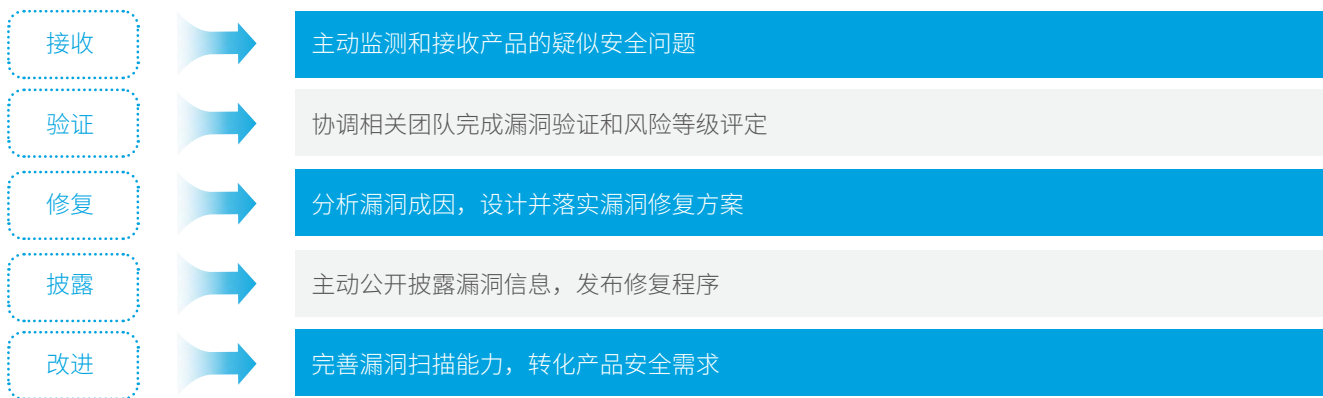 接收
主动监测和接收产品的疑似安全问题
验证
协调相关团队完成漏洞验证和风险等级评定
修复
分析漏洞成因，设计并落实漏洞修复方案
披露
主动公开披露漏洞信息，发布修复程序
改进
完善漏洞扫描能力，转化产品安全需求